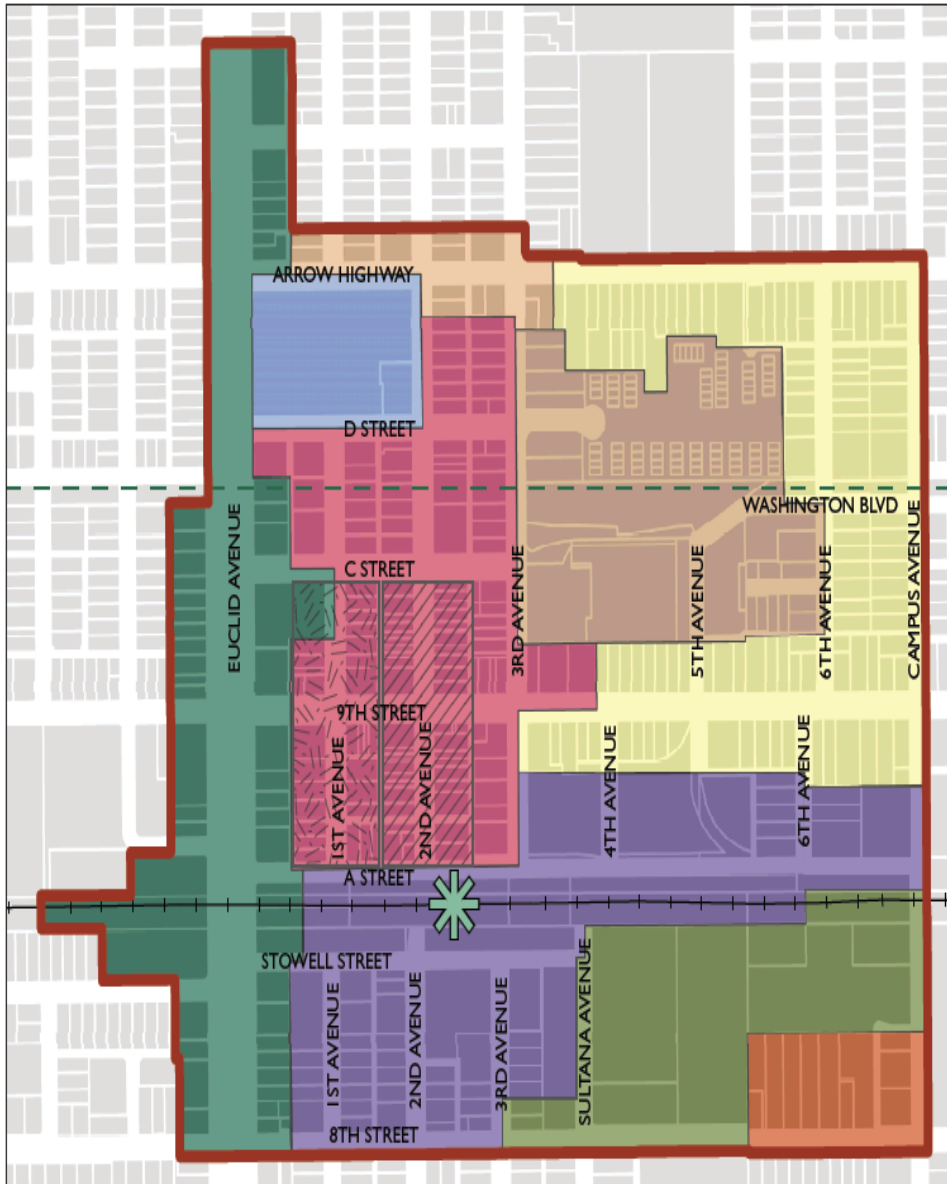 ARROW HIGHWAY
D STREET
WASHINGTON BLVD
EUCLID AVENUE
C STREET
3RD AVENUE
5TH AVENUE
6TH AVENUE
CAMPUS AVENUE
9TH STREET
1ST AVENUE
2ND AVENUE
4TH AVENUE
6TH AVENUE
A STREET
STOWELL STREET
1ST AVENUE
2ND AVENUE
3RD AVENUE
SULTANA AVENUE
8TH STREET